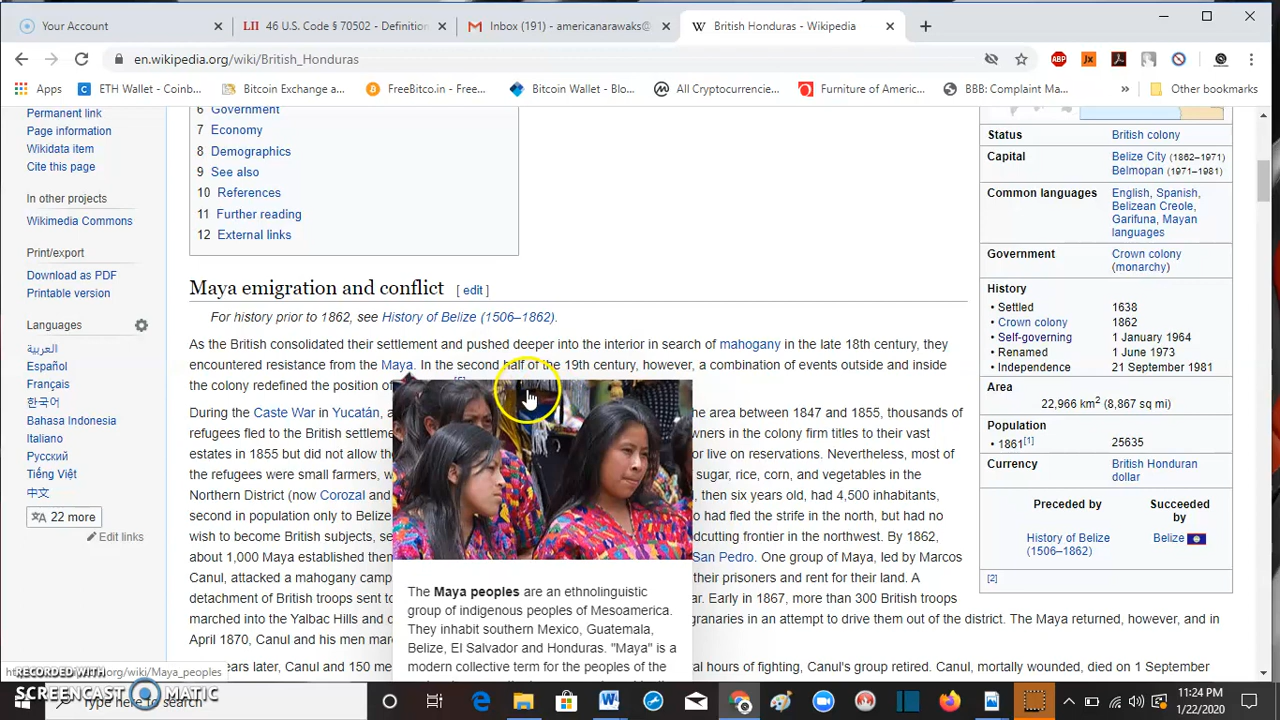 Your Account
LII 46 U.S. Code § 70502 - Definition
Inbox (191) - americanarawaks@
W British Honduras - Wikipedia
en.wikipedia.org/wiki/British_Honduras
Apps
ETH Wallet - Coinb...
Bitcoin Exchange a...
FreeBitco.in - Free...
Bitcoin Wallet - Blo...
All Cryptocurrencie...
Furniture of Americ...
BBB: Complaint Ma...
»
Other bookmarks
Permanent link
Page information
Wikidata item
Cite this page
In other projects
Wikimedia Commons
Print/export
Download as PDF
Printable version
Languages
العربية
Español
Français
한국어
Bahasa Indonesia
Italiano
Русский
Tiếng Việt
中文
22 more
Edit links
6 Government
7 Economy
8 Demographics
9 See also
10 References
11 Further reading
12 External links
Maya emigration and conflict [ edit ]
For history prior to 1862, see History of Belize (1506–1862).
As the British consolidated their settlement and pushed deeper into the interior in search of mahogany in the late 18th century, they
encountered resistance from the Maya. In the second half of the 19th century, however, a combination of events outside and inside
the colony redefined the position of
During the Caste War in Yucatán, a
the area between 1847 and 1855, thousands of
refugees fled to the British settleme
wners in the colony firm titles to their vast
estates in 1855 but did not allow the
or live on reservations. Nevertheless, most of
the refugees were small farmers, w
sugar, rice, corn, and vegetables in the
Northern District (now Corozal and
, then six years old, had 4,500 inhabitants,
second in population only to Belize
o had fled the strife in the north, but had no
wish to become British subjects, se
dcutting frontier in the northwest. By 1862,
about 1,000 Maya established then
San Pedro. One group of Maya, led by Marcos
Canul, attacked a mahogany camp
their prisoners and rent for their land. A
detachment of British troops sent to
ar. Early in 1867, more than 300 British troops
marched into the Yalbac Hills and d
granaries in an attempt to drive them out of the district. The Maya returned, however, and in
April 1870, Canul and his men mar
ears later, Canul and 150 me
al hours of fighting, Canul's group retired. Canul, mortally wounded, died on 1 September
The Maya peoples are an ethnolinguistic
group of indigenous peoples of Mesoamerica.
They inhabit southern Mexico, Guatemala,
Belize, El Salvador and Honduras. "Maya" is a
modern collective term for the peoples of the
Status British colony
Capital Belize City (1862–1971)
Belmopan (1971–1981)
Common languages English, Spanish,
Belizean Creole,
Garifuna, Mayan
languages
Government Crown colony
(monarchy)
History
• Settled 1638
• Crown colony 1862
• Self-governing 1 January 1964
• Renamed 1 June 1973
• Independence 21 September 1981
Area
22,966 km2 (8,867 sq mi)
Population
• 1861[1] 25635
Currency British Honduran
dollar
Preceded by Succeeded by
History of Belize (1506–1862) Belize
[2]
org/wiki/Maya_peoples
RECORDED WITH
SCREENCAST MATIC
here to search
11:24 PM
1/22/2020